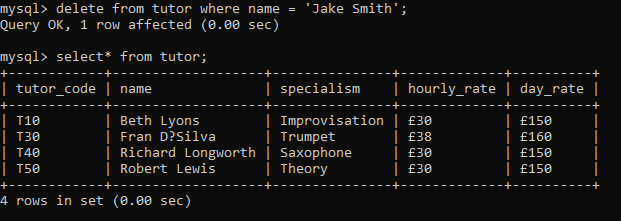 mysql> delete from tutor where name = 'Jake Smith';
Query OK, 1 row affected (0.00 sec)
mysql> select* from tutor;
+------------+--------------------+---------------+-------------+----------+
| tutor_code | name               | specialism    | hourly_rate | day_rate |
+------------+--------------------+---------------+-------------+----------+
| T10        | Beth Lyons         | Improvisation | £30         | £150     |
| T30        | Fran D?Silva       | Trumpet       | £38         | £160     |
| T40        | Richard Longworth  | Saxophone     | £30         | £150     |
| T50        | Robert Lewis       | Theory        | £30         | £150     |
+------------+--------------------+---------------+-------------+----------+
4 rows in set (0.00 sec)